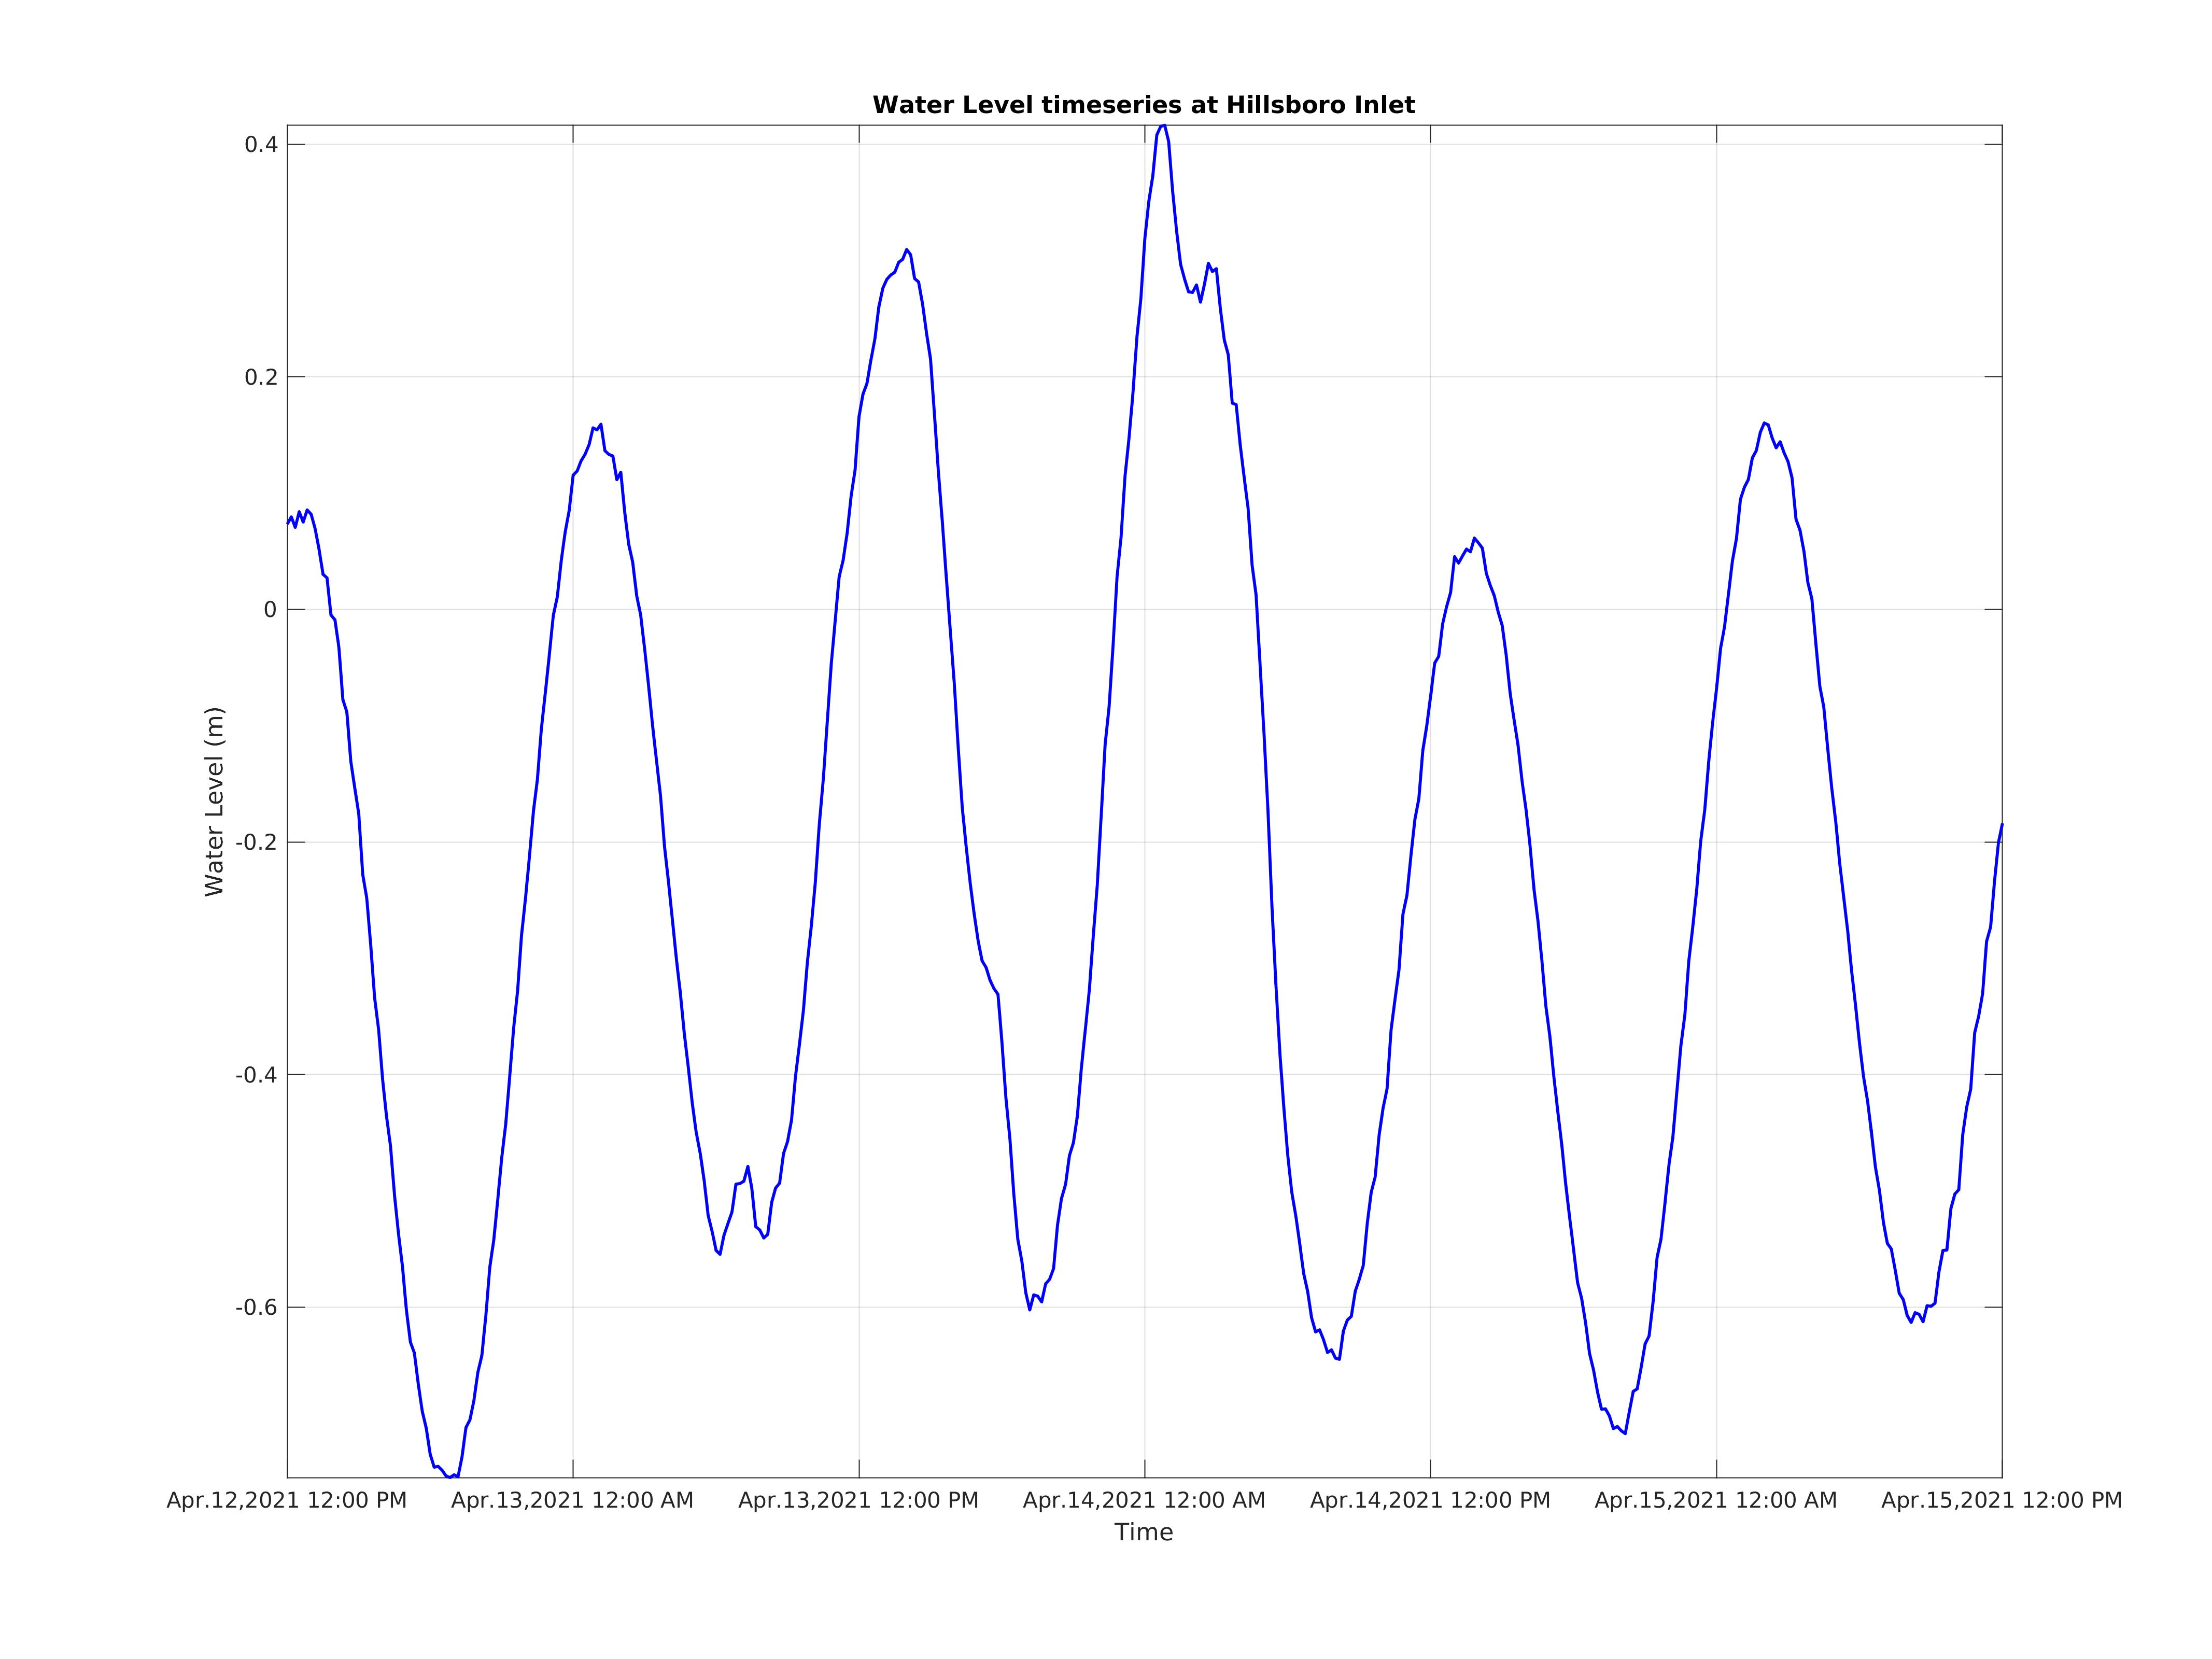 Water Level timeseries at Hillsboro Inlet
0.4
0.2
0
-0.2
-0.4
-0.6
Water Level (m)
Apr.12,2021 12:00 PM Apr.13,2021 12:00 AM Apr.13,2021 12:00 PM Apr.14,2021 12:00 AM Apr.14,2021 12:00 PM Apr.15,2021 12:00 AM Apr.15,2021 12:00 PM
Time